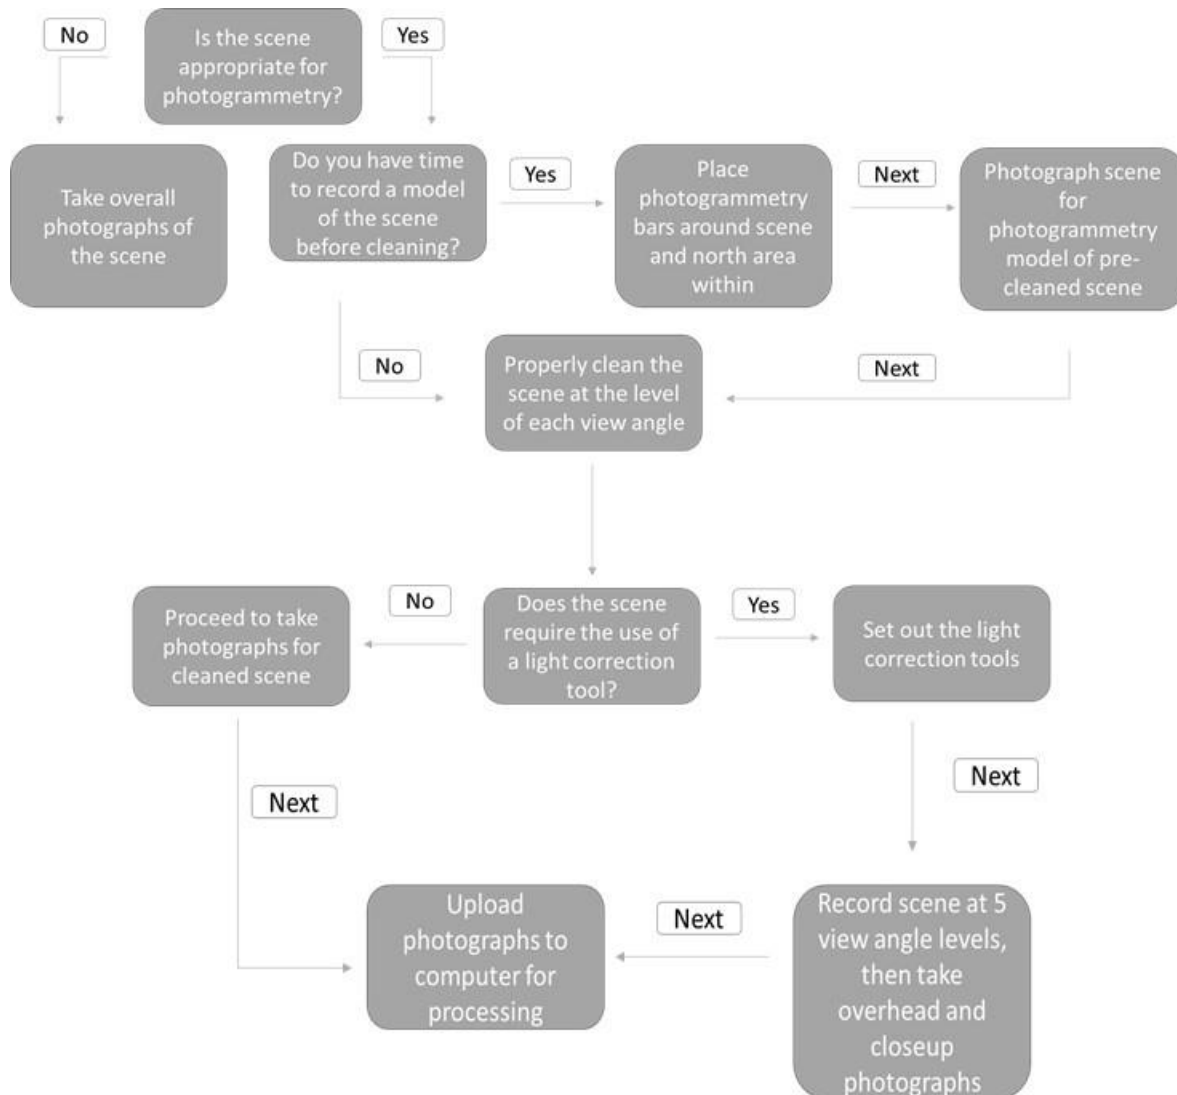 No
Is the scene
appropriate for
photogrammetry?
Yes
Take overall
photographs of
the scene
Do you have time
to record a model
of the scene
before cleaning?
Yes
Place
photogrammetry
bars around scene
and north area
within
Next
Photograph scene
for
photogrammetry
model of pre-
cleaned scene
No
Properly clean the
scene at the level
of each view angle
Next
Proceed to take
photographs for
cleaned scene
No
Does the scene
require the use of
a light correction
tool?
Yes
Set out the light
correction tools
Next
Next
Upload
photographs to
computer for
processing
Next
Record scene at 5
view angle levels,
then take
overhead and
closeup
photographs